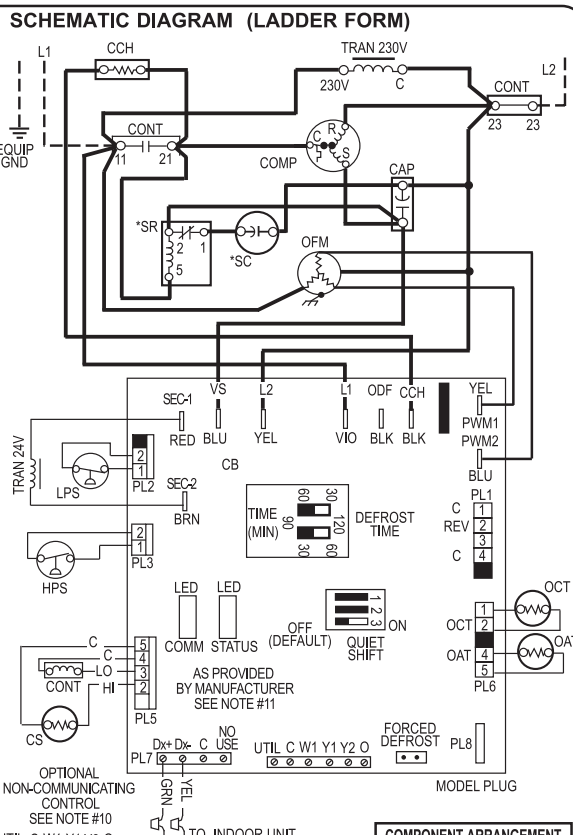 SCHEMATIC DIAGRAM (LADDER FORM)
L1
CCH
TRAN 230V
230V C
CONT
L2
EQUIP
GND
CONT
11 21
COMP
C R S
23 23
CAP
*SR
2 1
5
*SC
OFM
VS L2 L1 ODF CCH YEL
SEC-1
RED BLU YEL VIO BLK BLK
PWM1
PWM2
BLU
CB
TRAN 24V
LPS
2
1
PL2
SEC-2
BRN
TIME
(MIN)
60 30
90 120
30 60
DEFROST
TIME
PL1
C 1
REV 2
3
C 4
2
1
PL3
HPS
LED LED
COMM STATUS
1
2
3
OFF
(DEFAULT)
ON
QUIET
SHIFT
OCT
1
OCT 2
OAT
OAT 4
5
PL6
C 5
C 4
CONT LO 3
HI 2
PL5
CS
AS PROVIDED
BY MANUFACTURER
SEE NOTE #11
PL7 Dx+ Dx- C NO
USE
UTIL C W1 Y1 Y2 O
FORCED
DEFROST
PL8
MODEL PLUG
OPTIONAL
NON-COMMUNICATING
CONTROL
SEE NOTE #10
GRN YEL
TO INDOOR UNIT
COMPONENT ARRANGEMENT